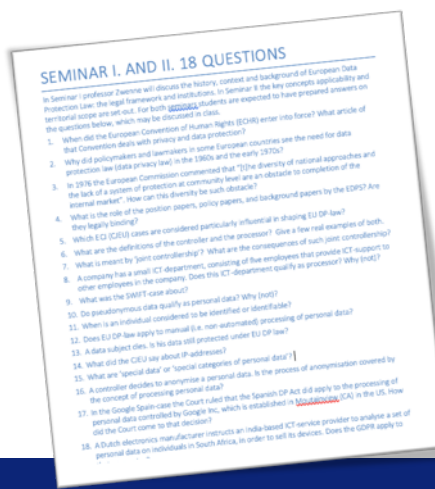 SEMINAR I. AND II. 18 QUESTIONS
In Seminar I professor Zwenne will discuss the history, context and background of European Data
Protection Law: the legal framework and institutions. In Seminar II the key concepts applicability and
territorial scope are set-out. For both seminars students are expected to have prepared answers on
the questions below, which may be discussed in class.
1. When did the European Convention of Human Rights (ECHR) enter into force? What article of
that Convention deals with privacy and data protection?
2. Why did policymakers and lawmakers in some European countries see the need for data
protection law (data privacy law) in the 1960s and the early 1970s?
3. In 1976 the European Commission commented that "[t]he diversity of national approaches and
the lack of a system of protection at community level are an obstacle to completion of the
internal market". How can this diversity be such obstacle?
4. What is the role of the position papers, policy papers, and background papers by the EDPS? Are
they legally binding?
5. Which ECJ (CJEU) cases are considered particularly influential in shaping EU DP-law?
6. What are the definitions of the controller and the processor? Give a few real examples of both.
7. What is meant by 'joint controllership'? What are the consequences of such joint controllership?
8. A company has a small ICT-department, consisting of five employees that provide ICT-support to
other employees in the company. Does this ICT-department qualify as processor? Why (not)?
9. What was the SWIFT-case about?
10. Do pseudonymous data qualify as personal data? Why (not)?
11. When is an individual considered to be identified or identifiable?
12. Does EU DP-law apply to manual (i.e. non-automated) processing of personal data?
13. A data subject dies. Is his data still protected under EU DP law?
14. What did the CJEU say about IP-addresses?
15. What are 'special data' or 'special categories of personal data'?
16. A controller decides to anonymise a personal data. Is the process of anonymisation covered by
the concept of processing personal data?
17. In the Google Spain-case the Court ruled that the Spanish DP Act did apply to the processing of
personal data controlled by Google Inc, which is established in (CA) in the US. How
did the Court come to that decision?
18. A Dutch electronics manufacturer instructs an India-based ICT-service provider to analyse a set of
personal data on individuals in South Africa, in order to sell its devices. Does the GDPR apply to